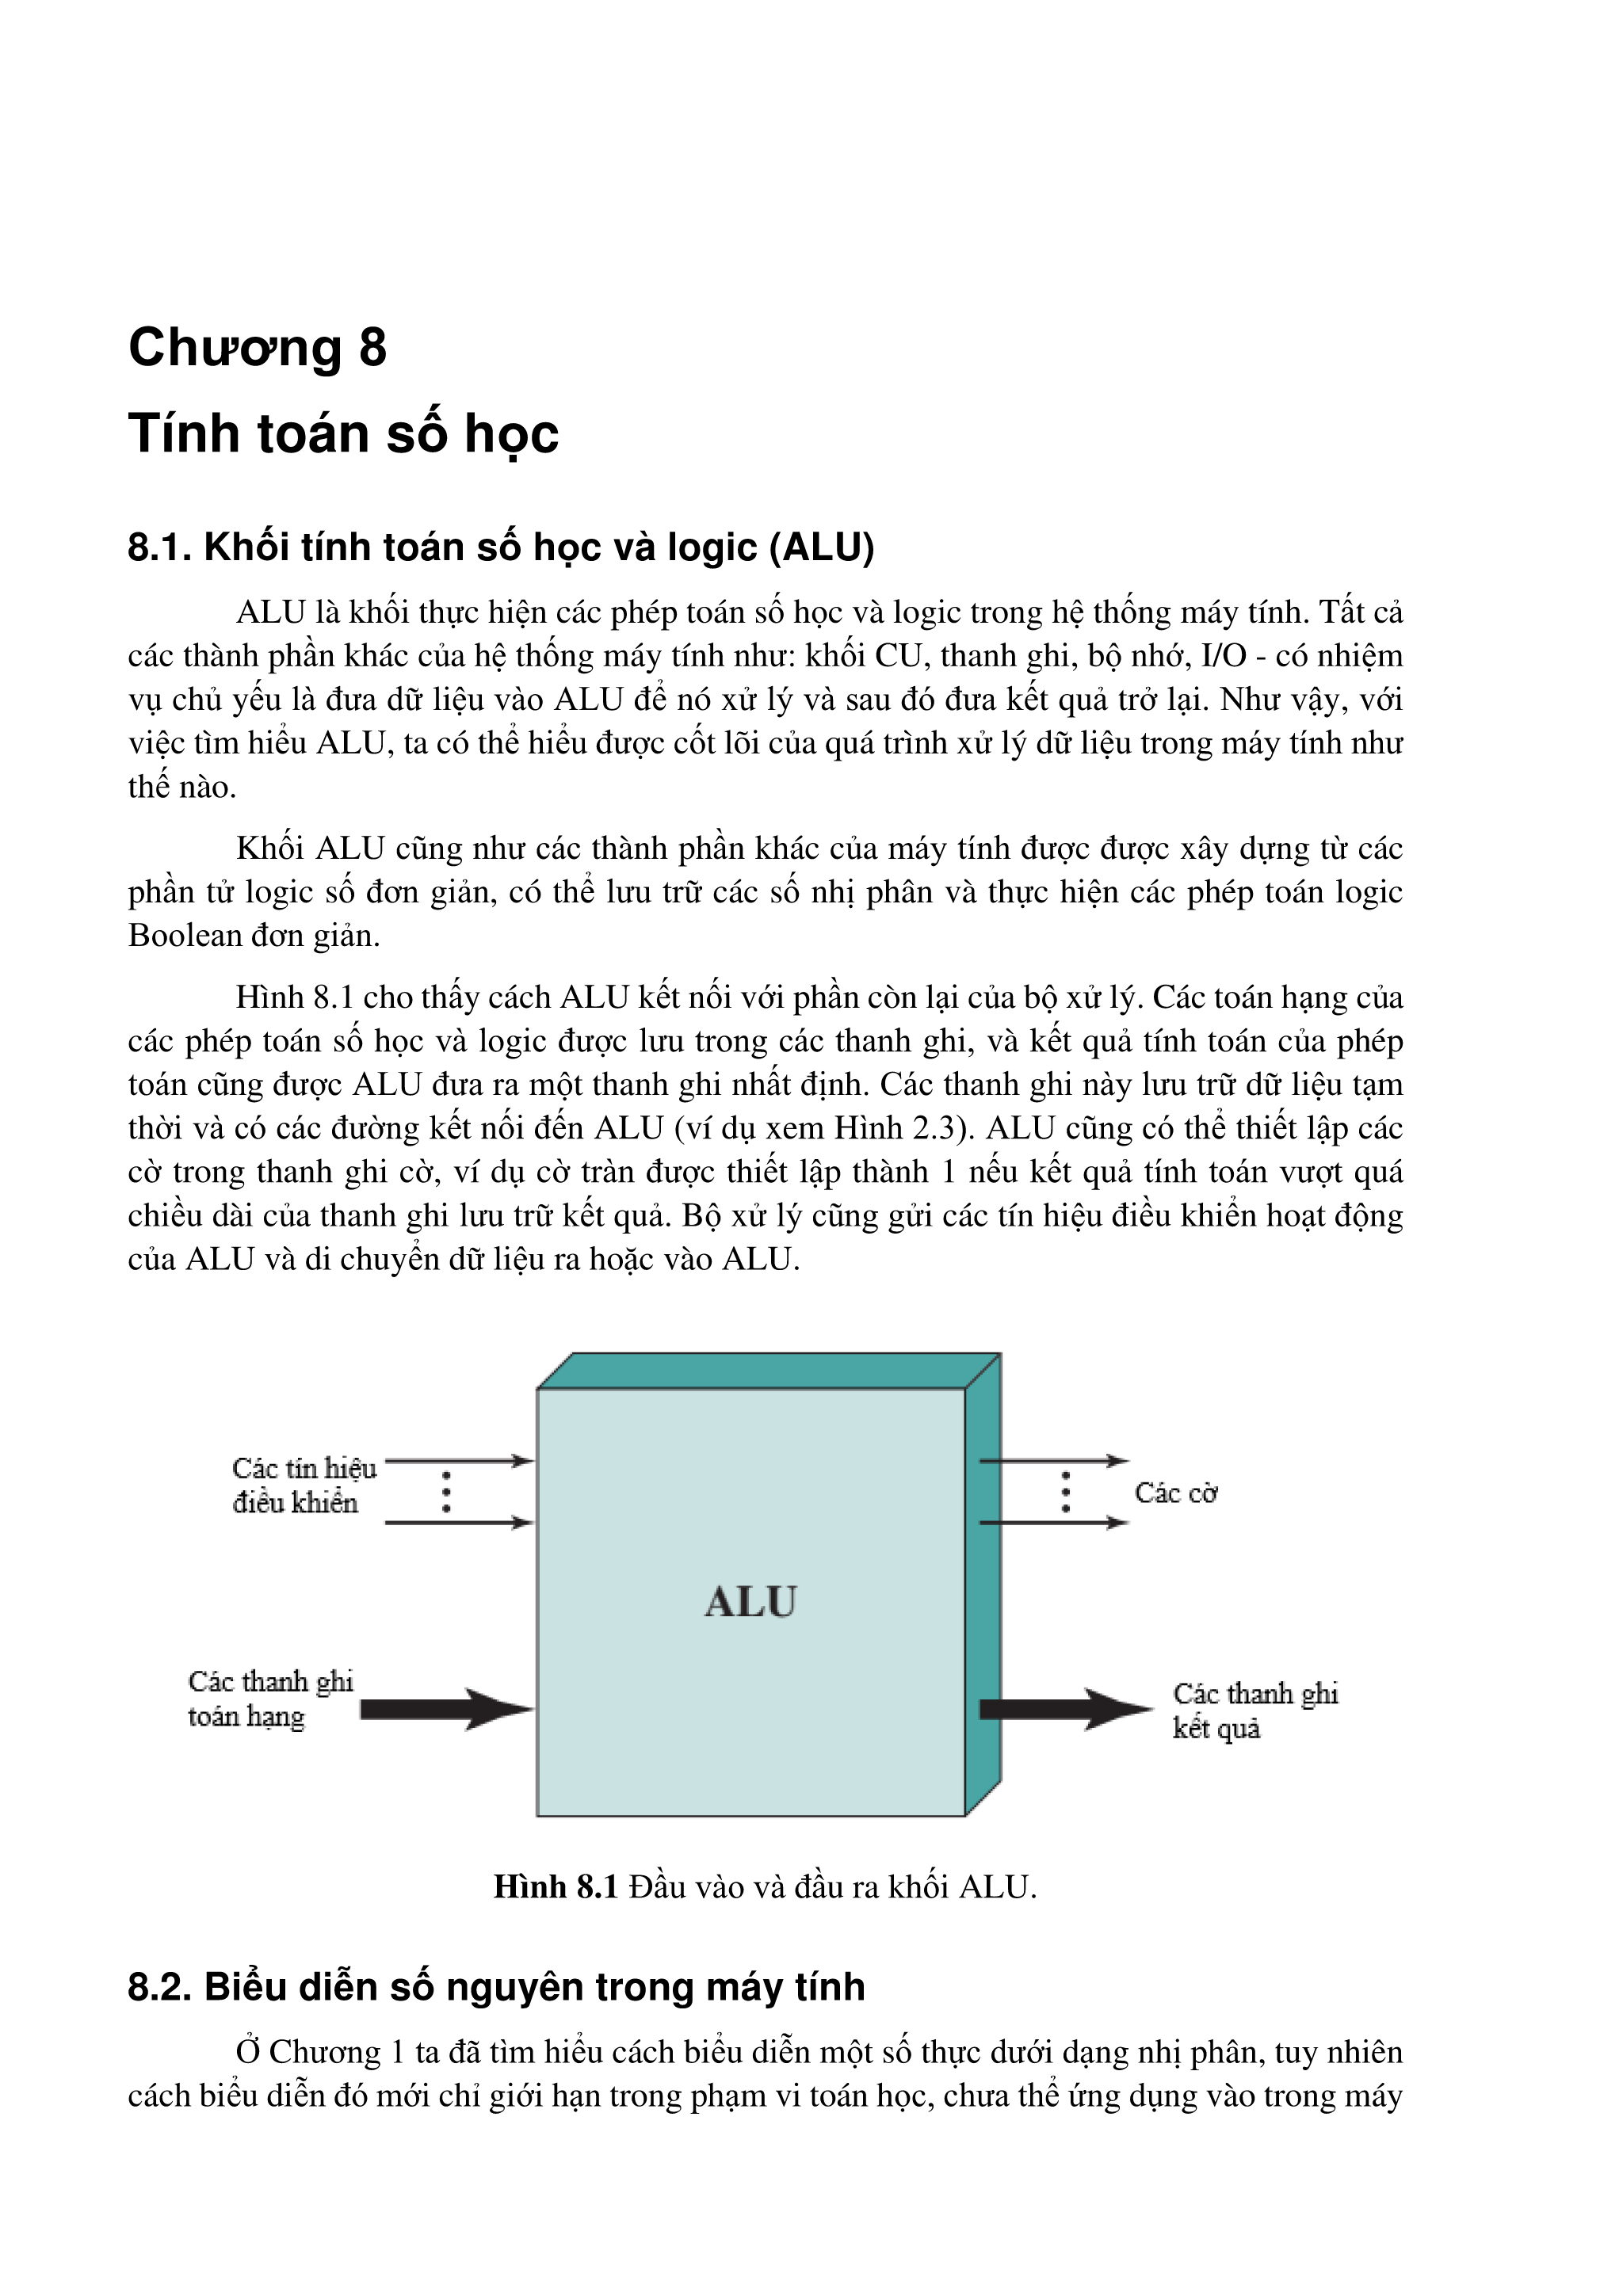 Chương 8
Tính toán số học
8.1. Khối tính toán số học và logic (ALU)
ALU là khối thực hiện các phép toán số học và logic trong hệ thống máy tính. Tất cả
các thành phần khác của hệ thống máy tính như: khối CU, thanh ghi, bộ nhớ, I/O - có nhiệm
vụ chủ yếu là đưa dữ liệu vào ALU để nó xử lý và sau đó đưa kết quả trở lại. Như vậy, với
việc tìm hiểu ALU, ta có thể hiểu được cốt lõi của quá trình xử lý dữ liệu trong máy tính như
thế nào.
Khối ALU cũng như các thành phần khác của máy tính được được xây dựng từ các
phần tử logic số đơn giản, có thể lưu trữ các số nhị phân và thực hiện các phép toán logic
Boolean đơn giản.
Hình 8.1 cho thấy cách ALU kết nối với phần còn lại của bộ xử lý. Các toán hạng của
các phép toán số học và logic được lưu trong các thanh ghi, và kết quả tính toán của phép
toán cũng được ALU đưa ra một thanh ghi nhất định. Các thanh ghi này lưu trữ dữ liệu tạm
thời và có các đường kết nối đến ALU (ví dụ xem Hình 2.3). ALU cũng có thể thiết lập các
cờ trong thanh ghi cờ, ví dụ cờ tràn được thiết lập thành 1 nếu kết quả tính toán vượt quá
chiều dài của thanh ghi lưu trữ kết quả. Bộ xử lý cũng gửi các tín hiệu điều khiển hoạt động
của ALU và di chuyển dữ liệu ra hoặc vào ALU.
Các tín hiệu
điều khiển
Các cờ
ALU
Các thanh ghi
toán hạng
Các thanh ghi
kết quả
Hình 8.1 Đầu vào và đầu ra khối ALU.
8.2. Biểu diễn số nguyên trong máy tính
Ở Chương 1 ta đã tìm hiểu cách biểu diễn một số thực dưới dạng nhị phân, tuy nhiên
cách biểu diễn đó mới chỉ giới hạn trong phạm vi toán học, chưa thể ứng dụng vào trong máy